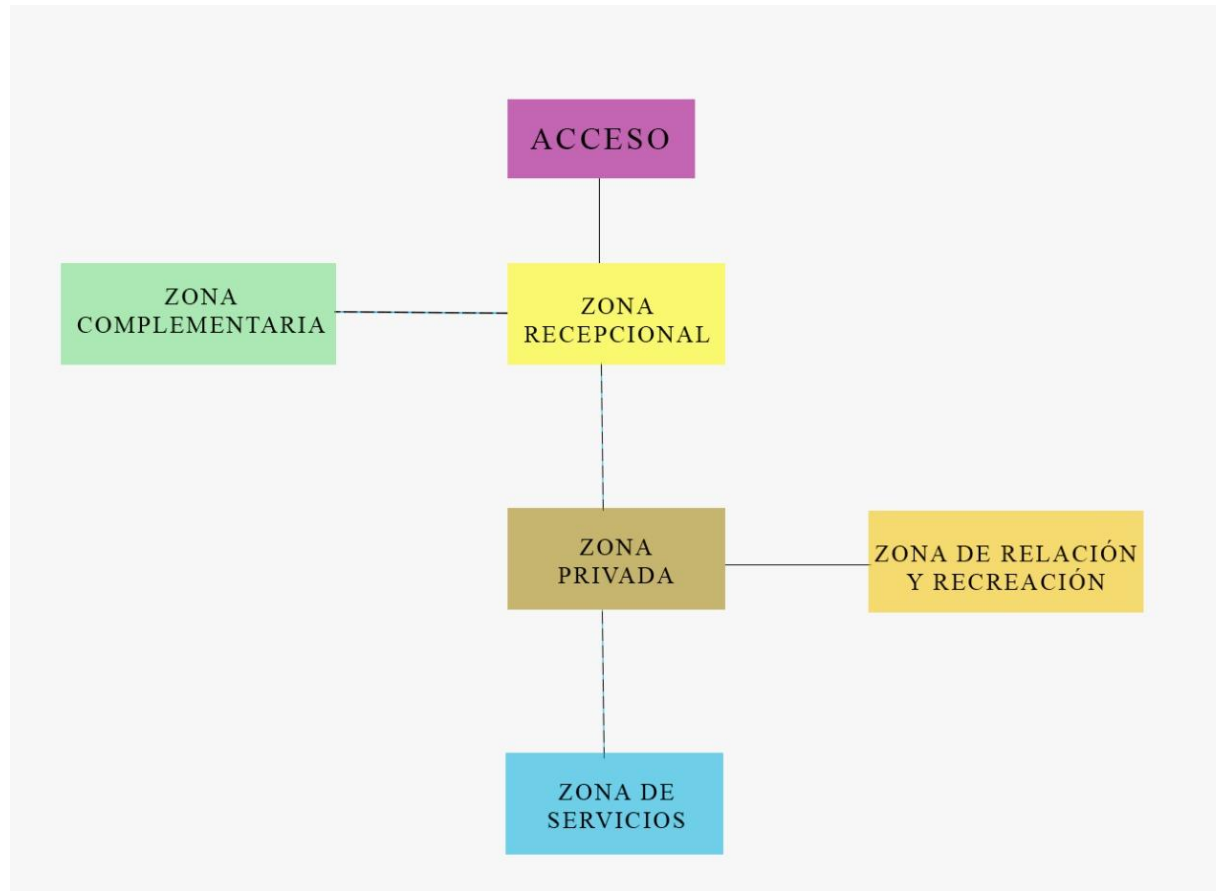 ACCESO
ZONA
COMPLEMENTARIA
ZONA
RECEPCIONAL
ZONA
PRIVADA
ZONA DE RELACIÓN
Y RECREACIÓN
ZONA DE
SERVICIOS